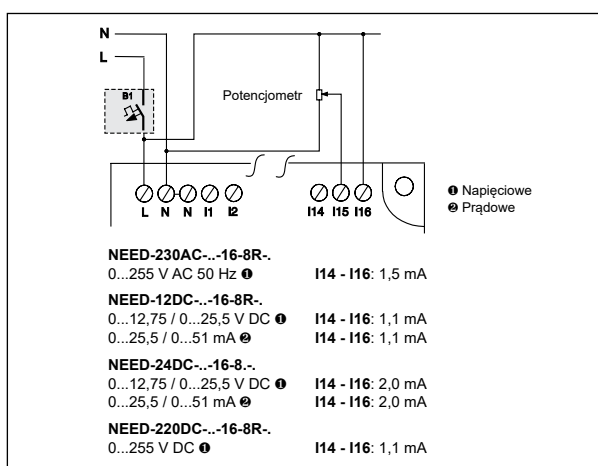 N
L
B1
Potencjometr
L N N I1 I2 I14 I15 I16
❶ Napięciowe
❷ Prądowe
NEED-230AC-..-16-8R-.
0...255 V AC 50 Hz ❶ I14 - I16: 1,5 mA
NEED-12DC-..-16-8R-.
0...12,75 / 0...25,5 V DC ❶ I14 - I16: 1,1 mA
0...25,5 / 0...51 mA ❷ I14 - I16: 1,1 mA
NEED-24DC-..-16-8.-.
0...12,75 / 0...25,5 V DC ❶ I14 - I16: 2,0 mA
0...25,5 / 0...51 mA ❷ I14 - I16: 2,0 mA
NEED-220DC-..-16-8R-.
0...255 V DC ❶ I14 - I16: 1,1 mA